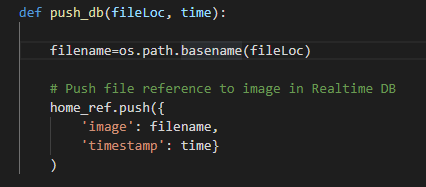 def push_db(fileLoc, time):
filename=os.path.basename(fileLoc)
# Push file reference to image in Realtime DB
home_ref.push({
'image': filename,
'timestamp': time}
)